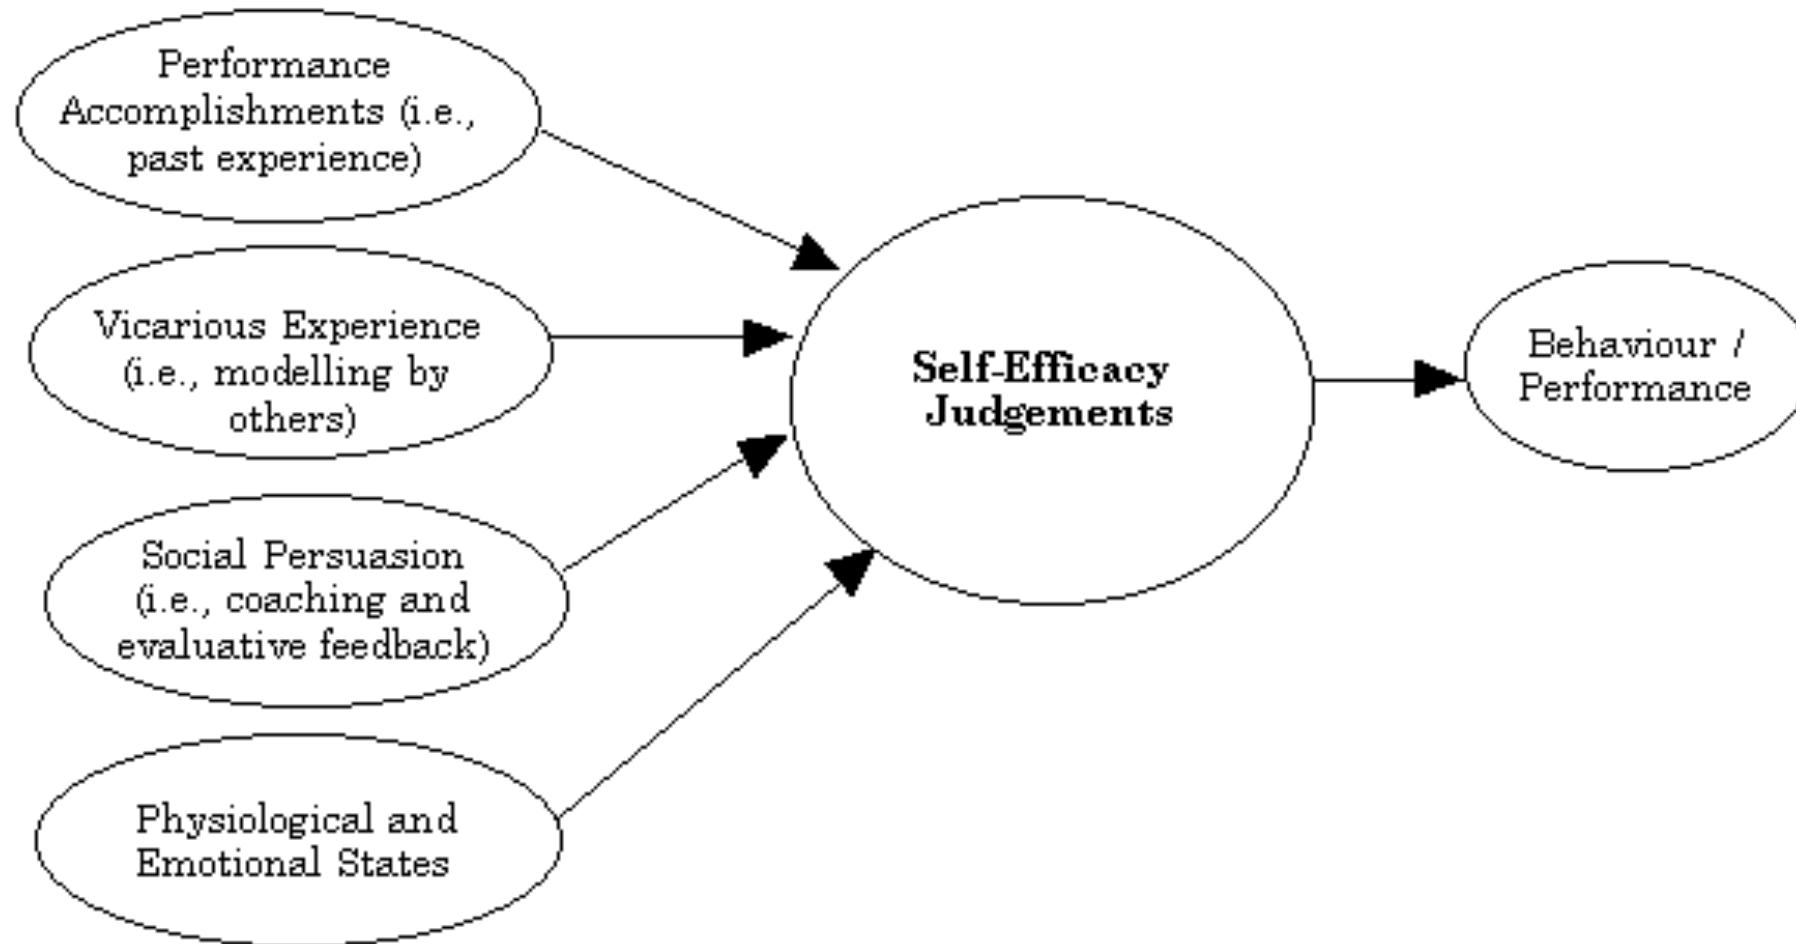 Performance
Accomplishments (i.e.,
past experience)
Vicarious Experience
(i.e., modelling by
others)
Social Persuasion
(i.e., coaching and
evaluative feedback)
Physiological and
Emotional States
Self-Efficacy
Judgements
Behaviour /
Performance